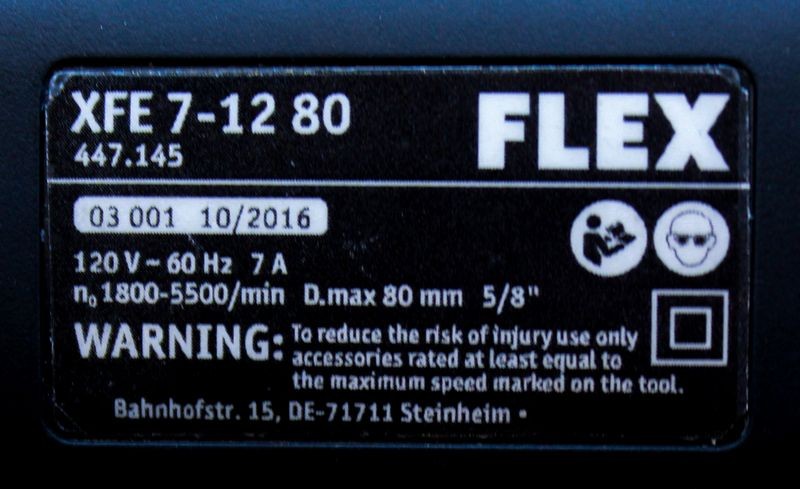 XFE 7-12 80
FLEX
447.145
03 001 10/2016
120 V ~ 60 Hz 7 A
n₀ 1800-5500/min D.max 80 mm 5/8"
WARNING: To reduce the risk of injury use only
accessories rated at least equal to
the maximum speed marked on the tool.
Bahnhofstr. 15, DE-71711 Steinheim •